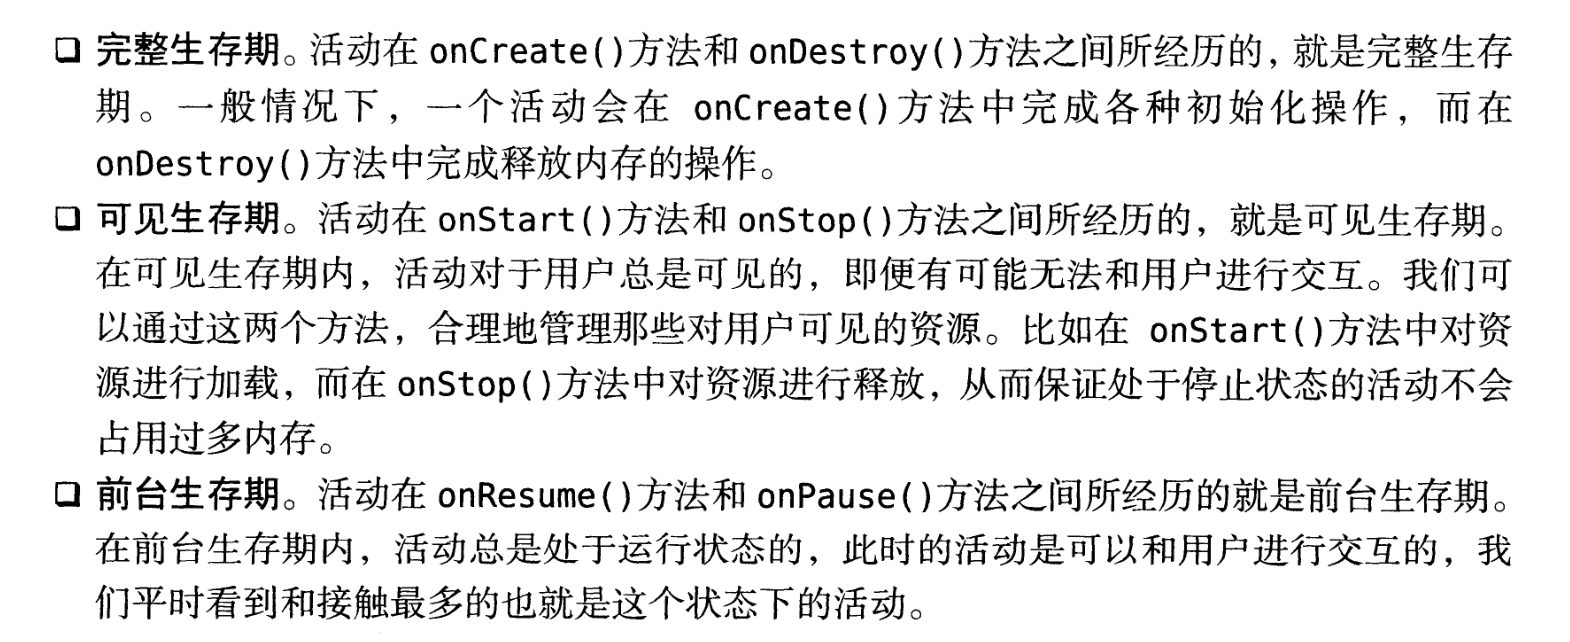 ❑ 完整生存期。活动在 onCreate()方法和 onDestroy()方法之间所经历的，就是完整生存
期。一般情况下，一个活动会在 onCreate()方法中完成各种初始化操作，而在
onDestroy()方法中完成释放内存的操作。
❑ 可见生存期。活动在 onStart()方法和 onStop()方法之间所经历的，就是可见生存期。
在可见生存期内，活动对于用户总是可见的，即便有可能无法和用户进行交互。我们可
以通过这两个方法，合理地管理那些对用户可见的资源。比如在 onStart()方法中对资
源进行加载，而在 onStop()方法中对资源进行释放，从而保证处于停止状态的活动不会
占用过多内存。
❑ 前台生存期。活动在 onResume()方法和 onPause()方法之间所经历的就是前台生存期。
在前台生存期内，活动总是处于运行状态的，此时的活动是可以和用户进行交互的，我
们平时看到和接触最多的也就是这个状态下的活动。